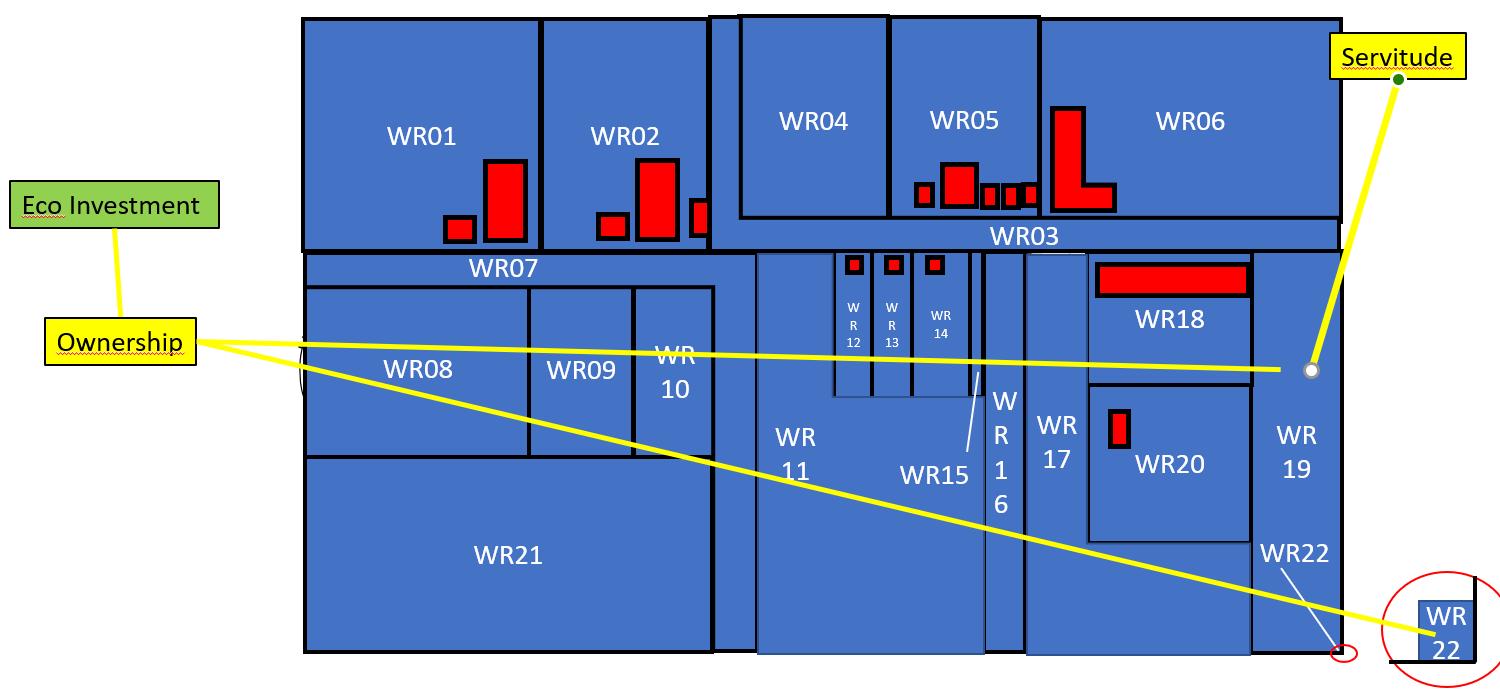 Servitude
WR01
WR02
WR04
WR05
WR06
Eco Investment
WR03
WR07
Ownership
WR08
WR09
WR
10
W
R
12
W
R
13
WR
14
WR18
WR
11
WR15
W
R
1
6
WR
17
WR20
WR
19
WR21
WR22
WR
22